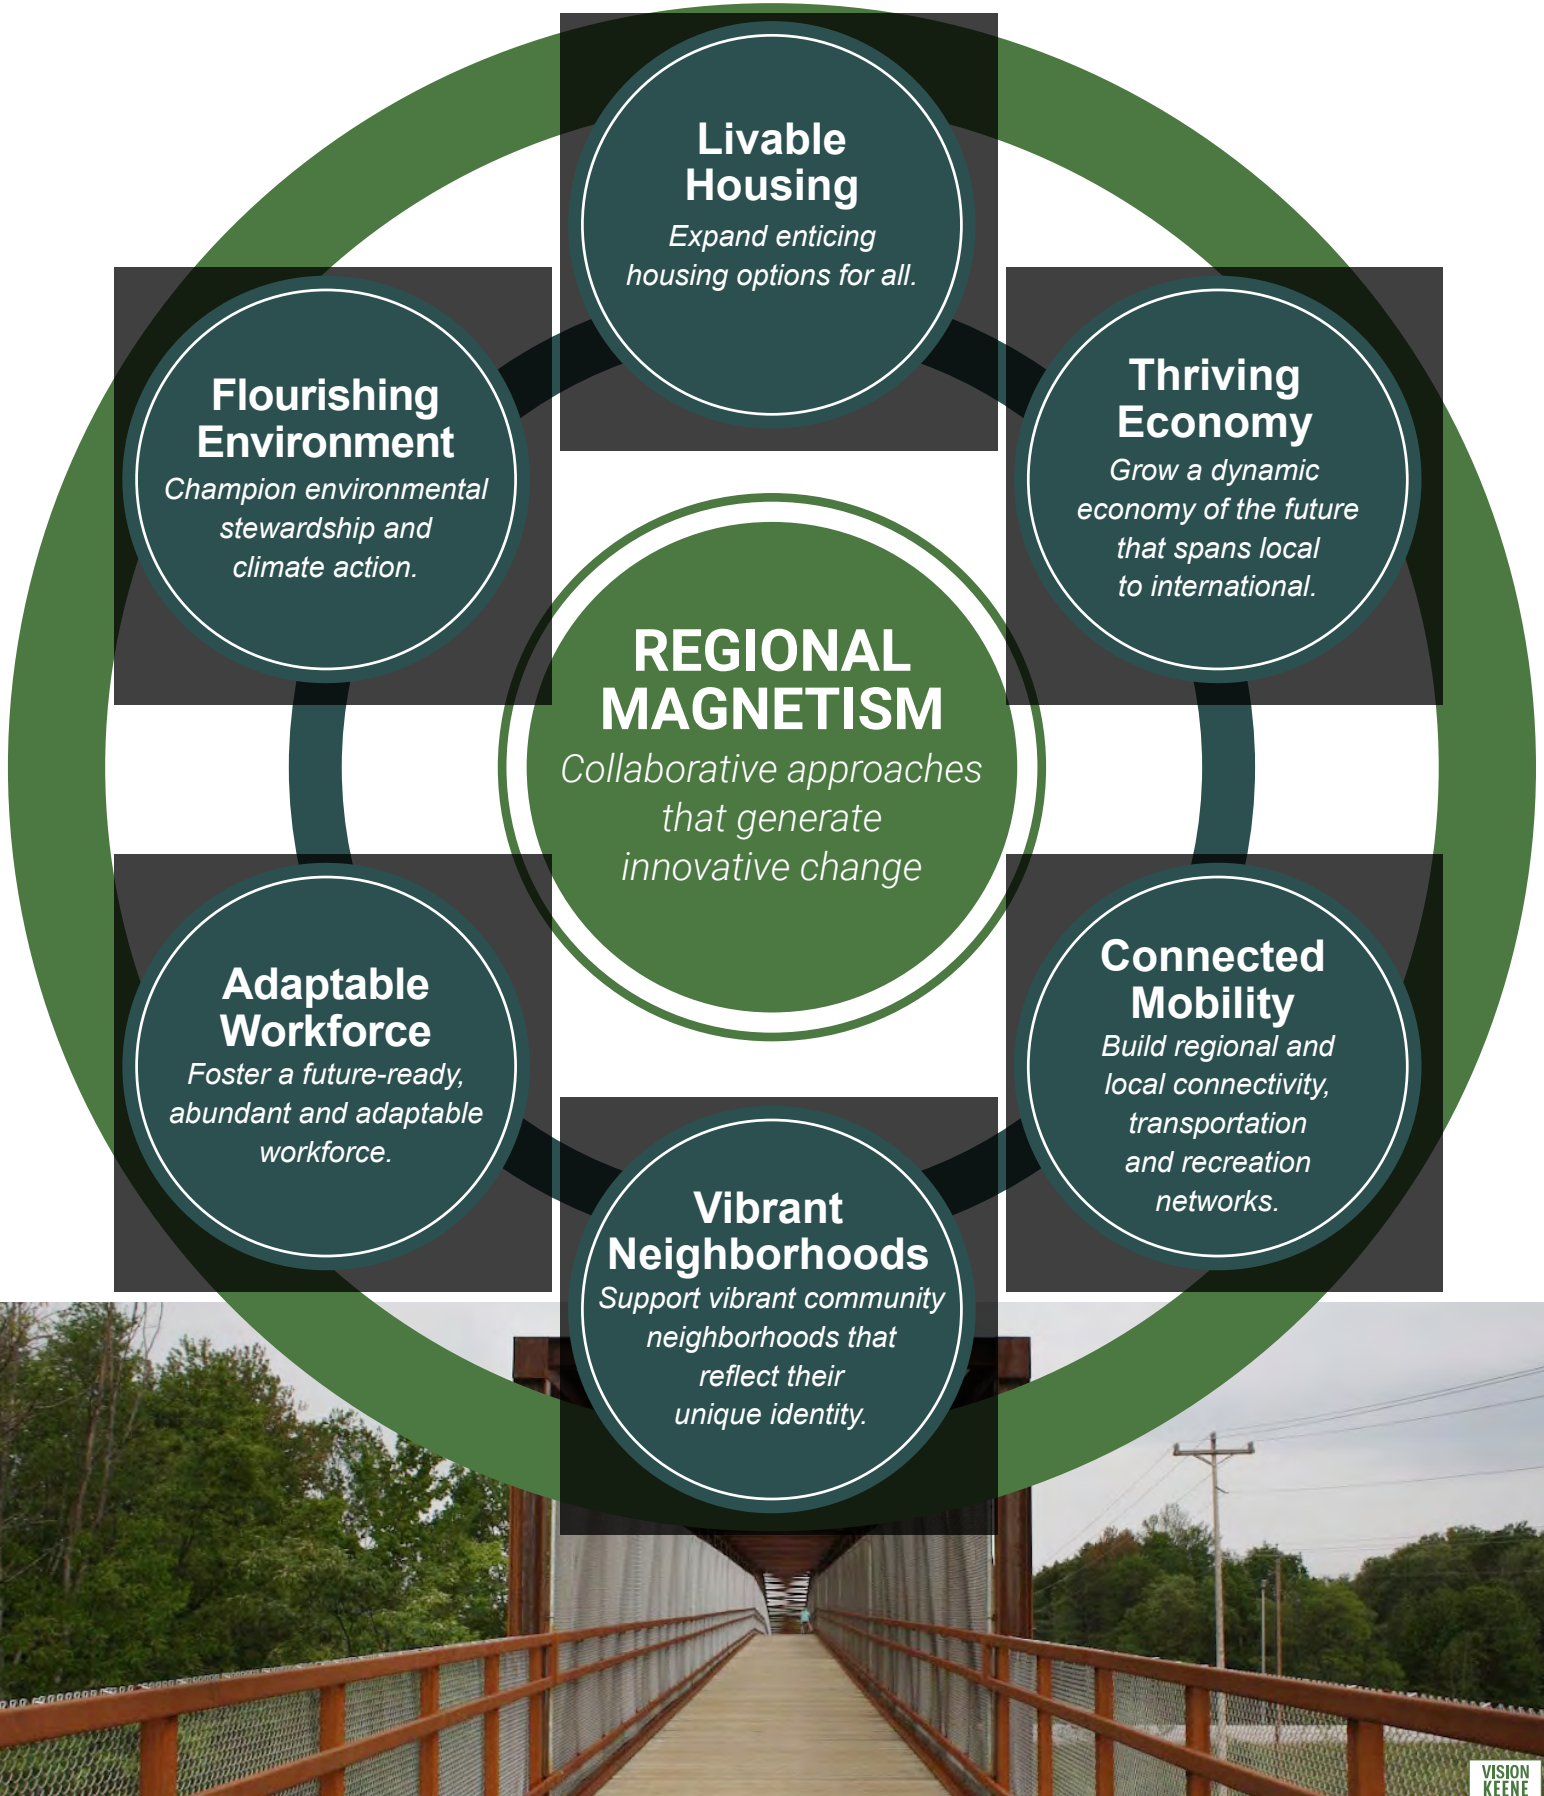 Livable
Housing
Expand enticing
housing options for all.
Thriving
Economy
Grow a dynamic
economy of the future
that spans local
to international.
Connected
Mobility
Build regional and
local connectivity,
transportation
and recreation
networks.
Vibrant
Neighborhoods
Support vibrant community
neighborhoods that
reflect their
unique identity.
Adaptable
Workforce
Foster a future-ready,
abundant and adaptable
workforce.
Flourishing
Environment
Champion environmental
stewardship and
climate action.
REGIONAL
MAGNETISM
Collaborative approaches
that generate
innovative change
VISION
KEENE